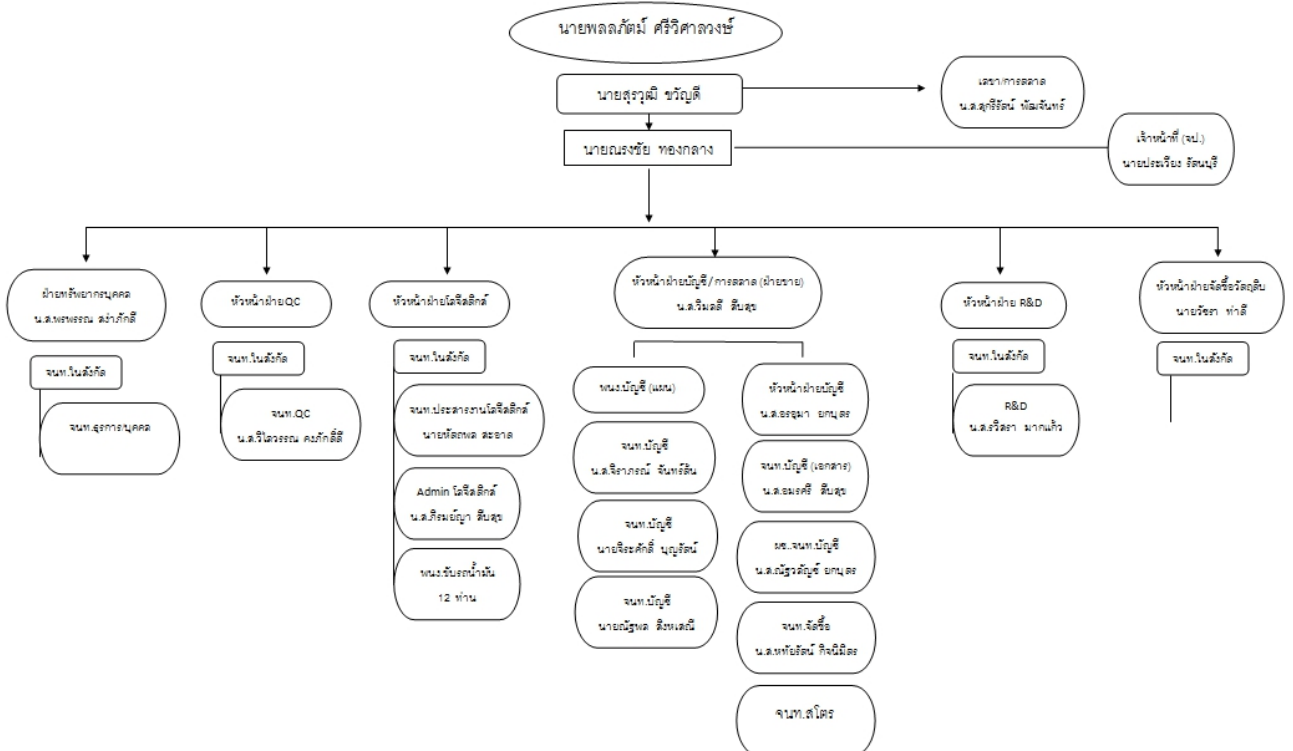 นายพลลภัตม์ ศรีวิศาลวงษ์
นายสุรวุฒิ ขวัญดี
เลขา/การตลาด
น.ส.สุกรีรัตน์ พัฒจันทร์
นายณรงชัย ทองกลาง
เจ้าหน้าที่ (จป.)
นายประเวียง รัตนบุรี
ฝ่ายทรัพยากรบุคคล
น.ส.พรพรรณ สง่าภักดี
จนท.ในสังกัด
จนท.ธุรการ/บุคคล
หัวหน้าฝ่าย QC
จนท.ในสังกัด
จนท.QC
น.ส.วิไลวรรณ คงภักดิ์ดี
หัวหน้าฝ่ายโลจิสติกส์
จนท.ในสังกัด
จนท.ประสารงานโลจิสติกส์
นายหัตถพล สะอาด
Admin โลจิสติกส์
น.ส.ภิรมย์ญา สืบสุข
พนง.ขับรถน้ำมัน
12 ท่าน
หัวหน้าฝ่ายบัญชี/การตลาด (ฝ่ายขาย)
น.ส.วิมลดี สืบสุข
พนง.บัญชี (แผน)
จนท.บัญชี
น.ส.จิราภรณ์ จันทร์ส้น
จนท.บัญชี
นายจิระศักดิ์ บุญรัตน์
จนท.บัญชี
นายณัฐพล สิงหเสณี
หัวหน้าฝ่ายบัญชี
น.ส.อรอุมา ยกบุตร
จนท.บัญชี (เอกสาร)
น.ส.อมรศรี สืบสุข
ผช..จนท.บัญชี
น.ส.ณัฐวลัญช์ ยกบุตร
จนท.จัดซื้อ
น.ส.หทัยรัตน์ กิจนิมิตร
จนท.สโตร
หัวหน้าฝ่าย R&D
จนท.ในสังกัด
R&D
น.ส.รวิสรา มากแก้ว
หัวหน้าฝ่ายจัดซื้อวัตถุดิบ
นายวัชรา ท่าดี
จนท.ในสังกัด